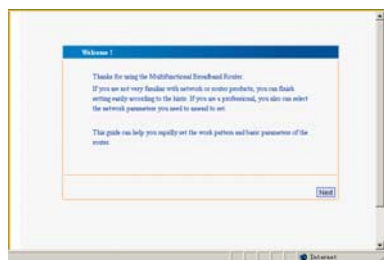 Welcome !
Thanks for using the Multifunctional Broadband Router.
If you are not very familiar with network or router products, you can finish
setting easily according to the hints. If you are a professional, you also can select
the network parameters you need to amend to set.
This guide can help you rapidly set the work pattern and basic parameters of the
router.
Next
Internet